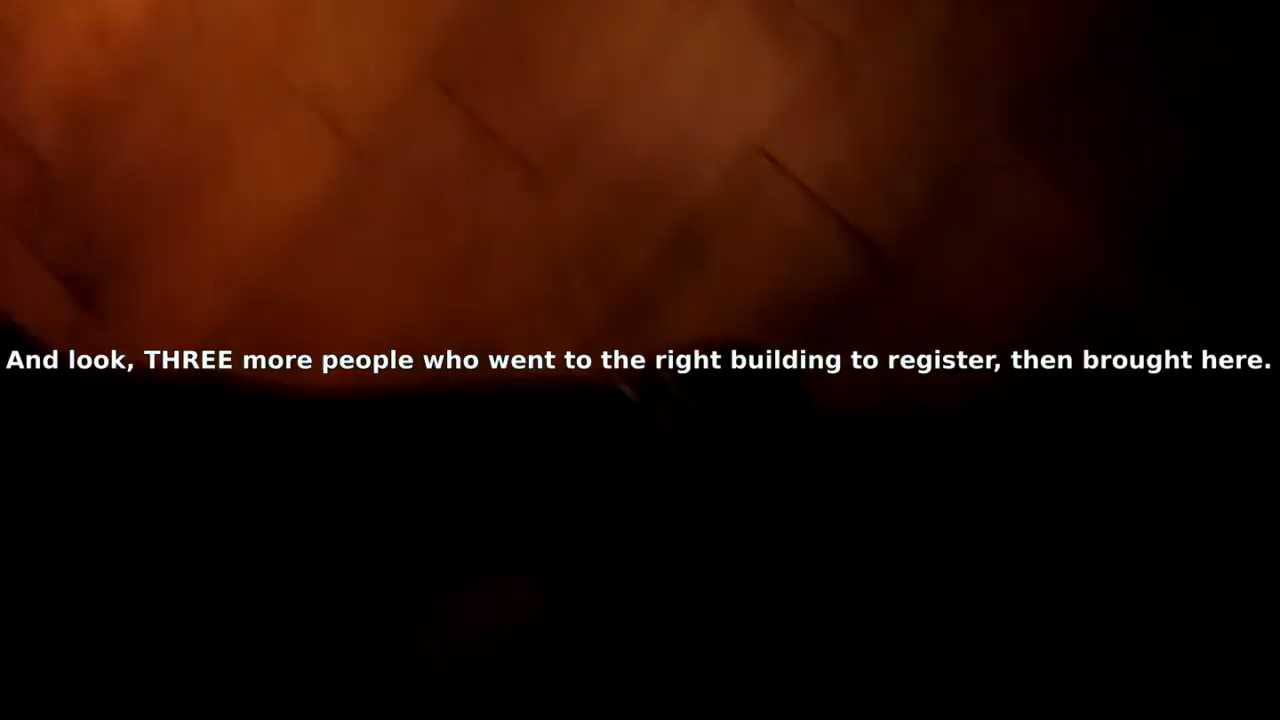 And look, THREE more people who went to the right building to register, then brought here.